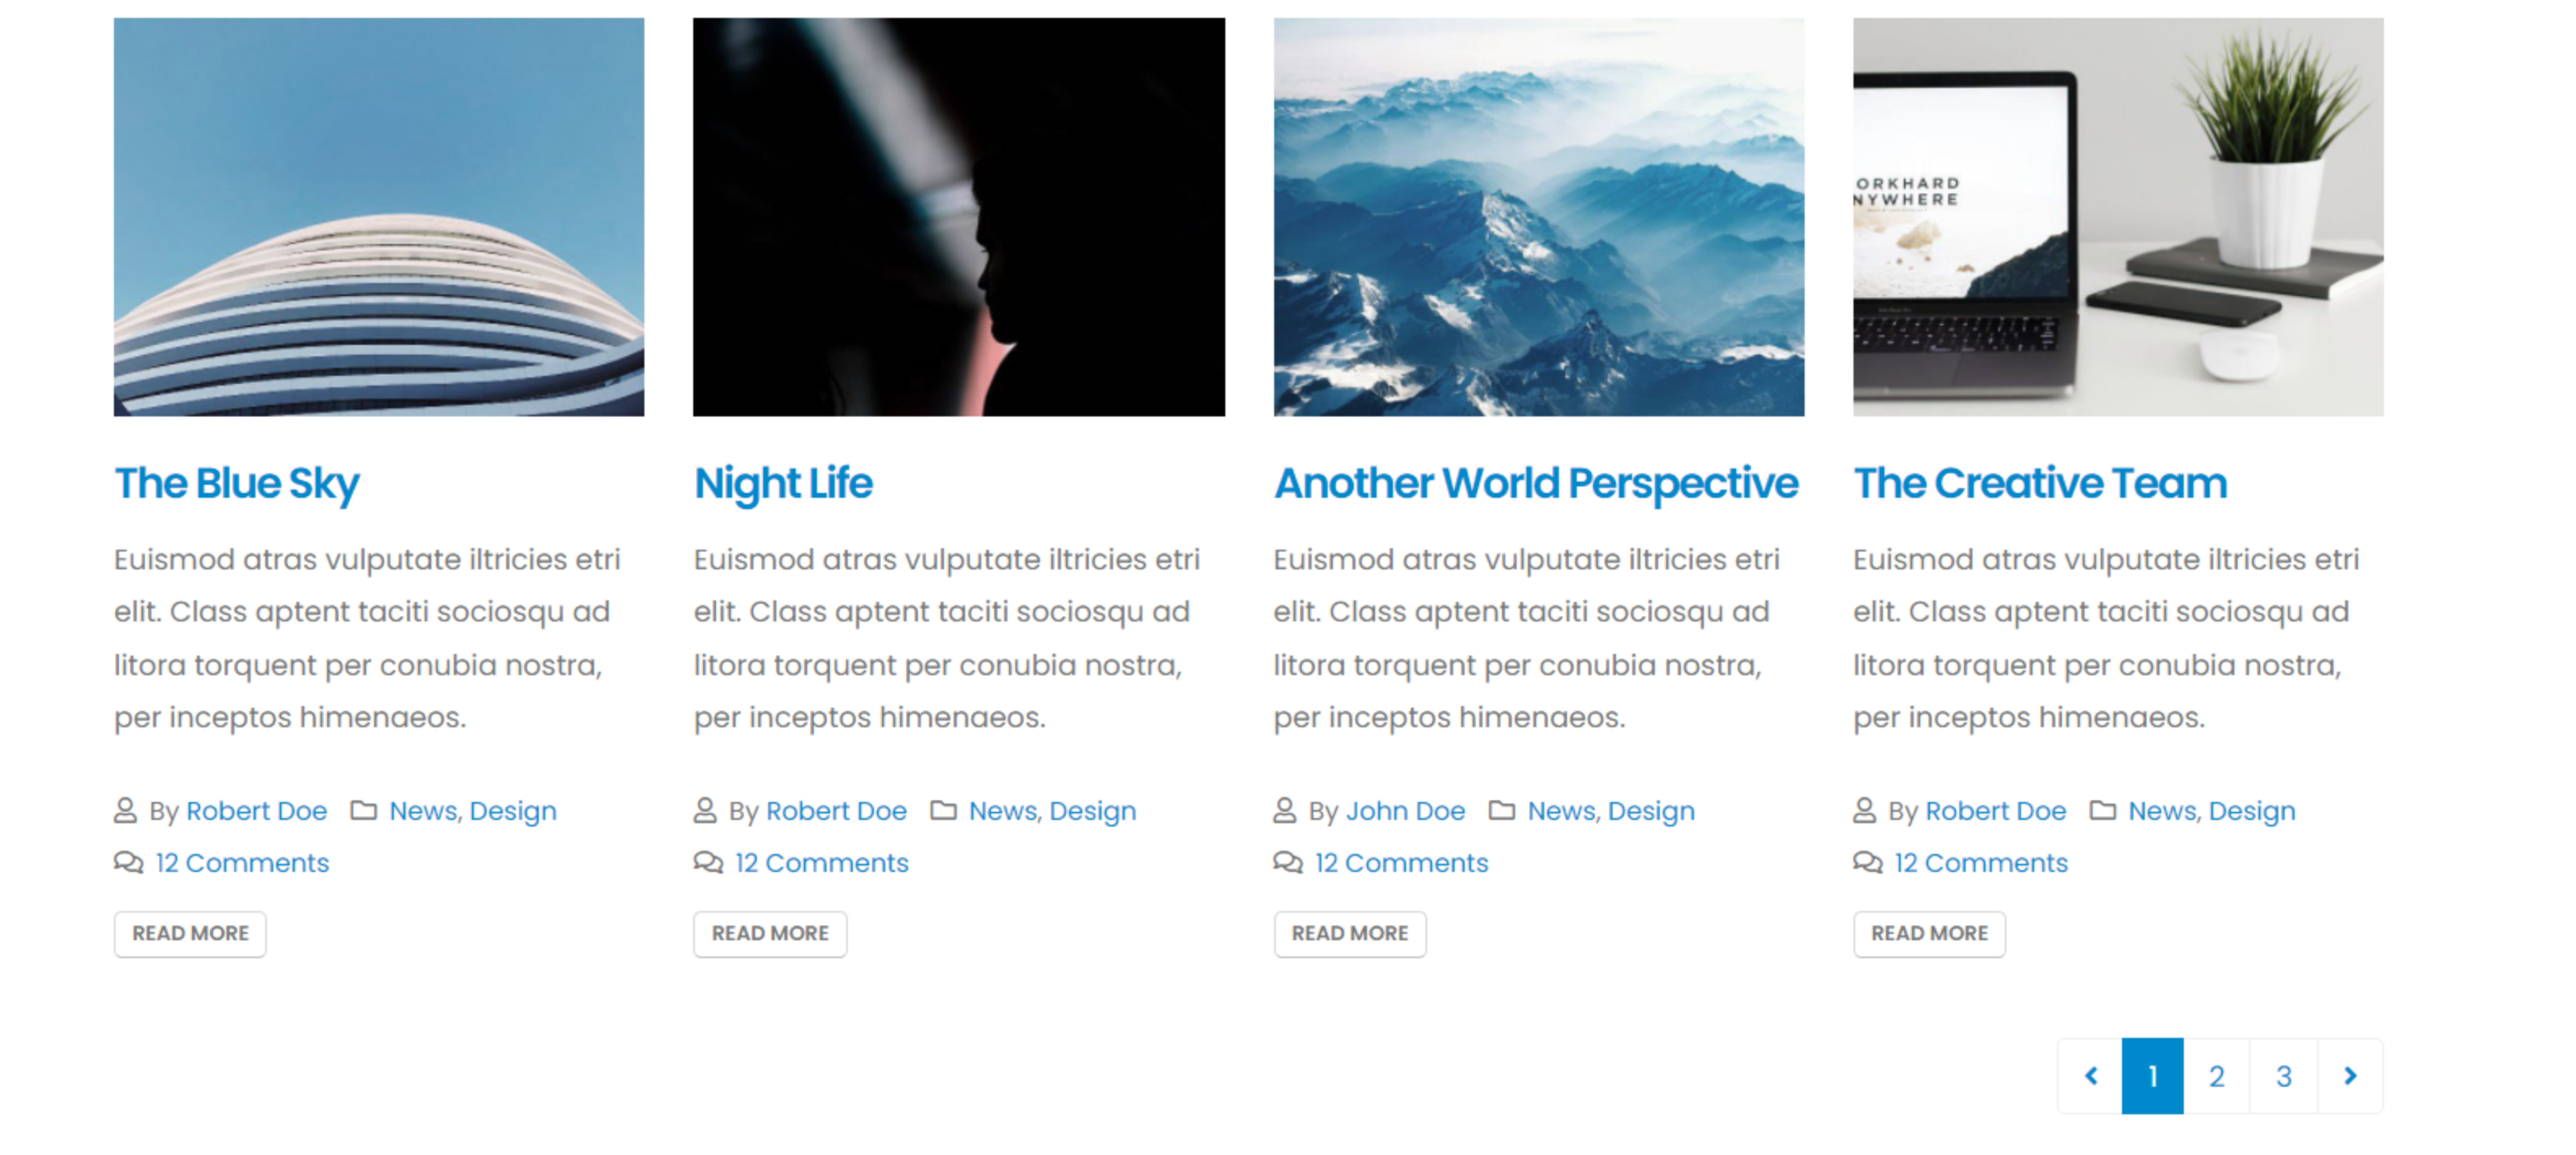 ORKHARD
NYWHERE
The Blue Sky
Euismod atras vulputate iltricies etri
elit. Class aptent taciti sociosqu ad
litora torquent per conubia nostra,
per inceptos himenaeos.
By Robert Doe News, Design
12 Comments
READ MORE
Night Life
Euismod atras vulputate iltricies etri
elit. Class aptent taciti sociosqu ad
litora torquent per conubia nostra,
per inceptos himenaeos.
By Robert Doe News, Design
12 Comments
READ MORE
Another World Perspective
Euismod atras vulputate iltricies etri
elit. Class aptent taciti sociosqu ad
litora torquent per conubia nostra,
per inceptos himenaeos.
By John Doe News, Design
12 Comments
READ MORE
The Creative Team
Euismod atras vulputate iltricies etri
elit. Class aptent taciti sociosqu ad
litora torquent per conubia nostra,
per inceptos himenaeos.
By Robert Doe News, Design
12 Comments
READ MORE
1 2 3